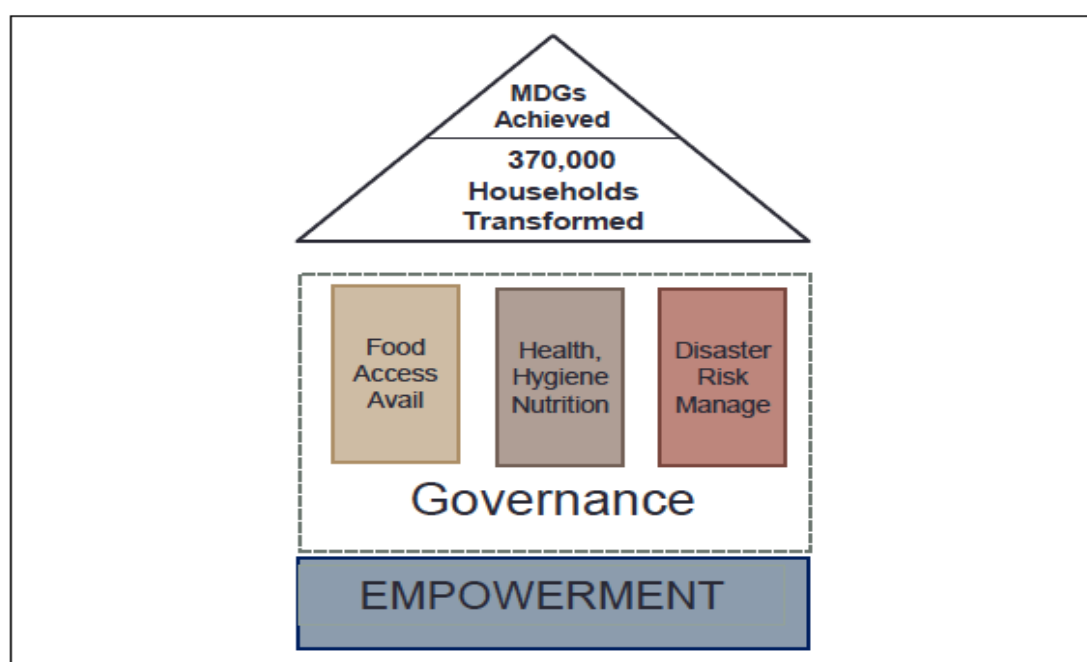 MDGs
Achieved
370,000
Households
Transformed
Food
Access
Avail
Health,
Hygiene
Nutrition
Disaster
Risk
Manage
Governance
EMPOWERMENT